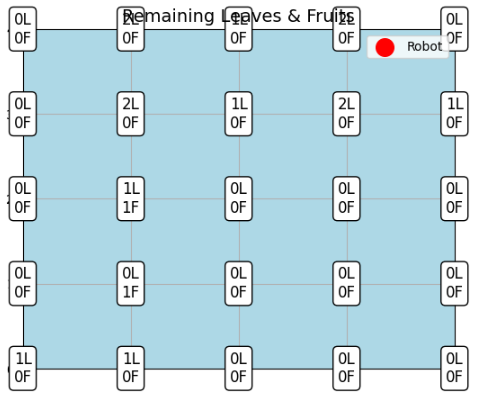 Remaining Leaves & Fruits
0L 2L 1L 2L 0L
0F 0F 0F 0F 0F
Robot
0L 2L 1L 2L 1L
0F 0F 0F 0F 0F
0L 1L 0L 0L 0L
0F 1F 0F 0F 0F
0L 0L 0L 0L 0L
0F 1F 0F 0F 0F
1L 1L 0L 0L 0L
0F 0F 0F 0F 0F